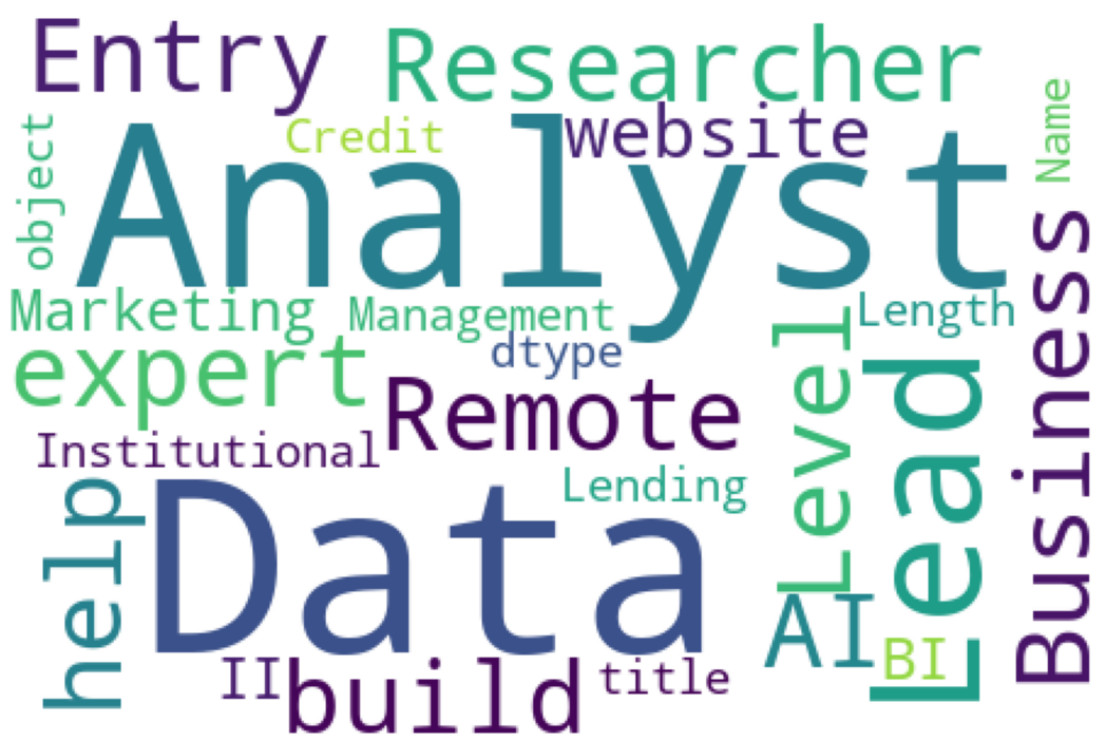 Entry
Researcher
Name
object
Credit
website
Analyst
Marketing
Management
Length
dtype
expert
Remote
Level
Lead
Business
Institutional
Lending
help
Data
AI
BI
II
build
title